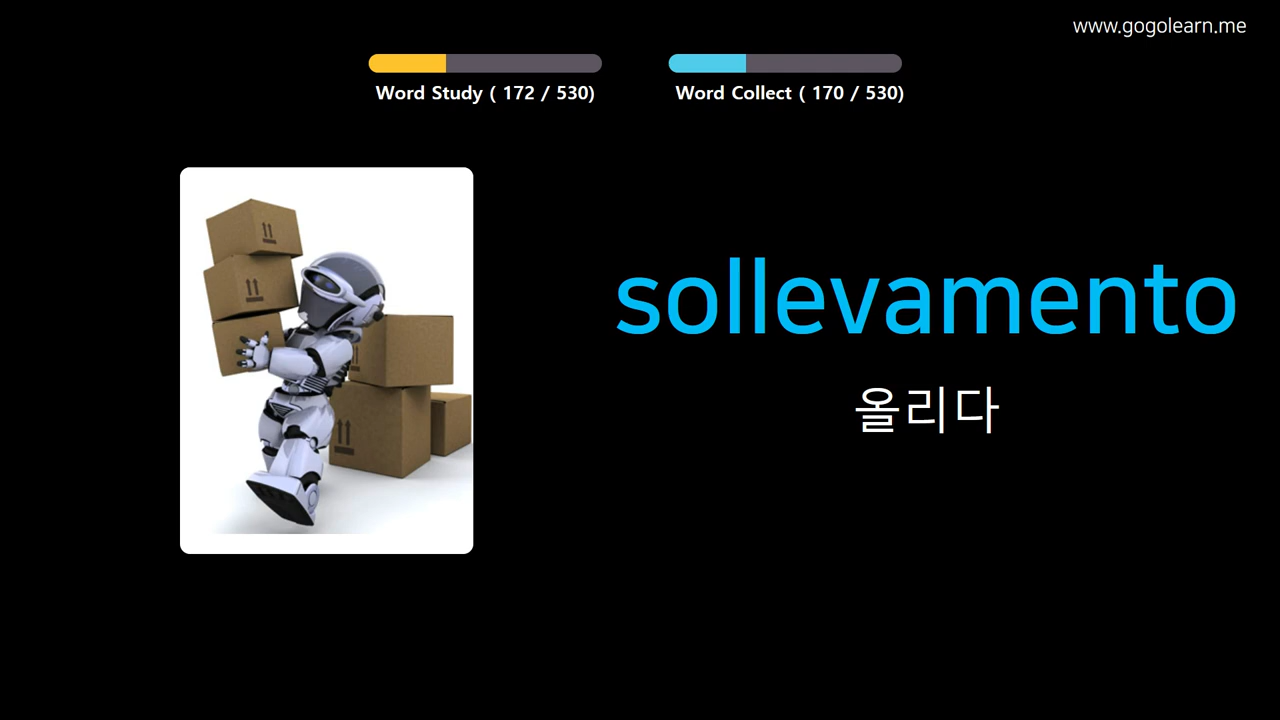 www.gogolearn.me
Word Study ( 172 / 530)
Word Collect ( 170 / 530)
sollevamento
올리다